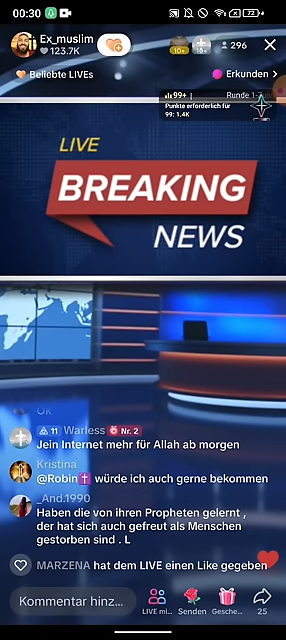 00:30
72
Ex_muslim
123.7K
10+
10+
296
Beliebte LIVEs
Erkunden >
99+ |
Runde 1-
Punkte erforderlich für
99: 1.4K
LIVE
BREAKING
NEWS
Ok
11 Warless Nr. 2
Jein Internet mehr für Allah ab morgen
Kristina
@Robin✝️ würde ich auch gerne bekommen
_And.1990
Haben die von ihren Propheten gelernt ,
der hat sich auch gefreut als Menschen
gestorben sind . L
MARZENA hat dem LIVE einen Like gegeben
Kommentar hinz...
LIVE mi...
Senden
Gesche...
25